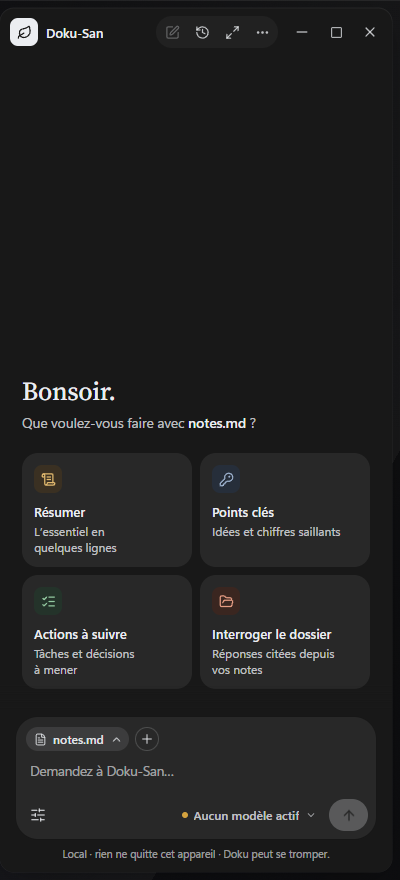 Doku-San
Bonsoir.
Que voulez-vous faire avec notes.md ?
Résumer
L'essentiel en
quelques lignes
Points clés
Idées et chiffres saillants
Actions à suivre
Tâches et décisions
à mener
Interroger le dossier
Réponses citées depuis
vos notes
notes.md
Demandez à Doku-San...
Aucun modèle actif
Local · rien ne quitte cet appareil · Doku peut se tromper.